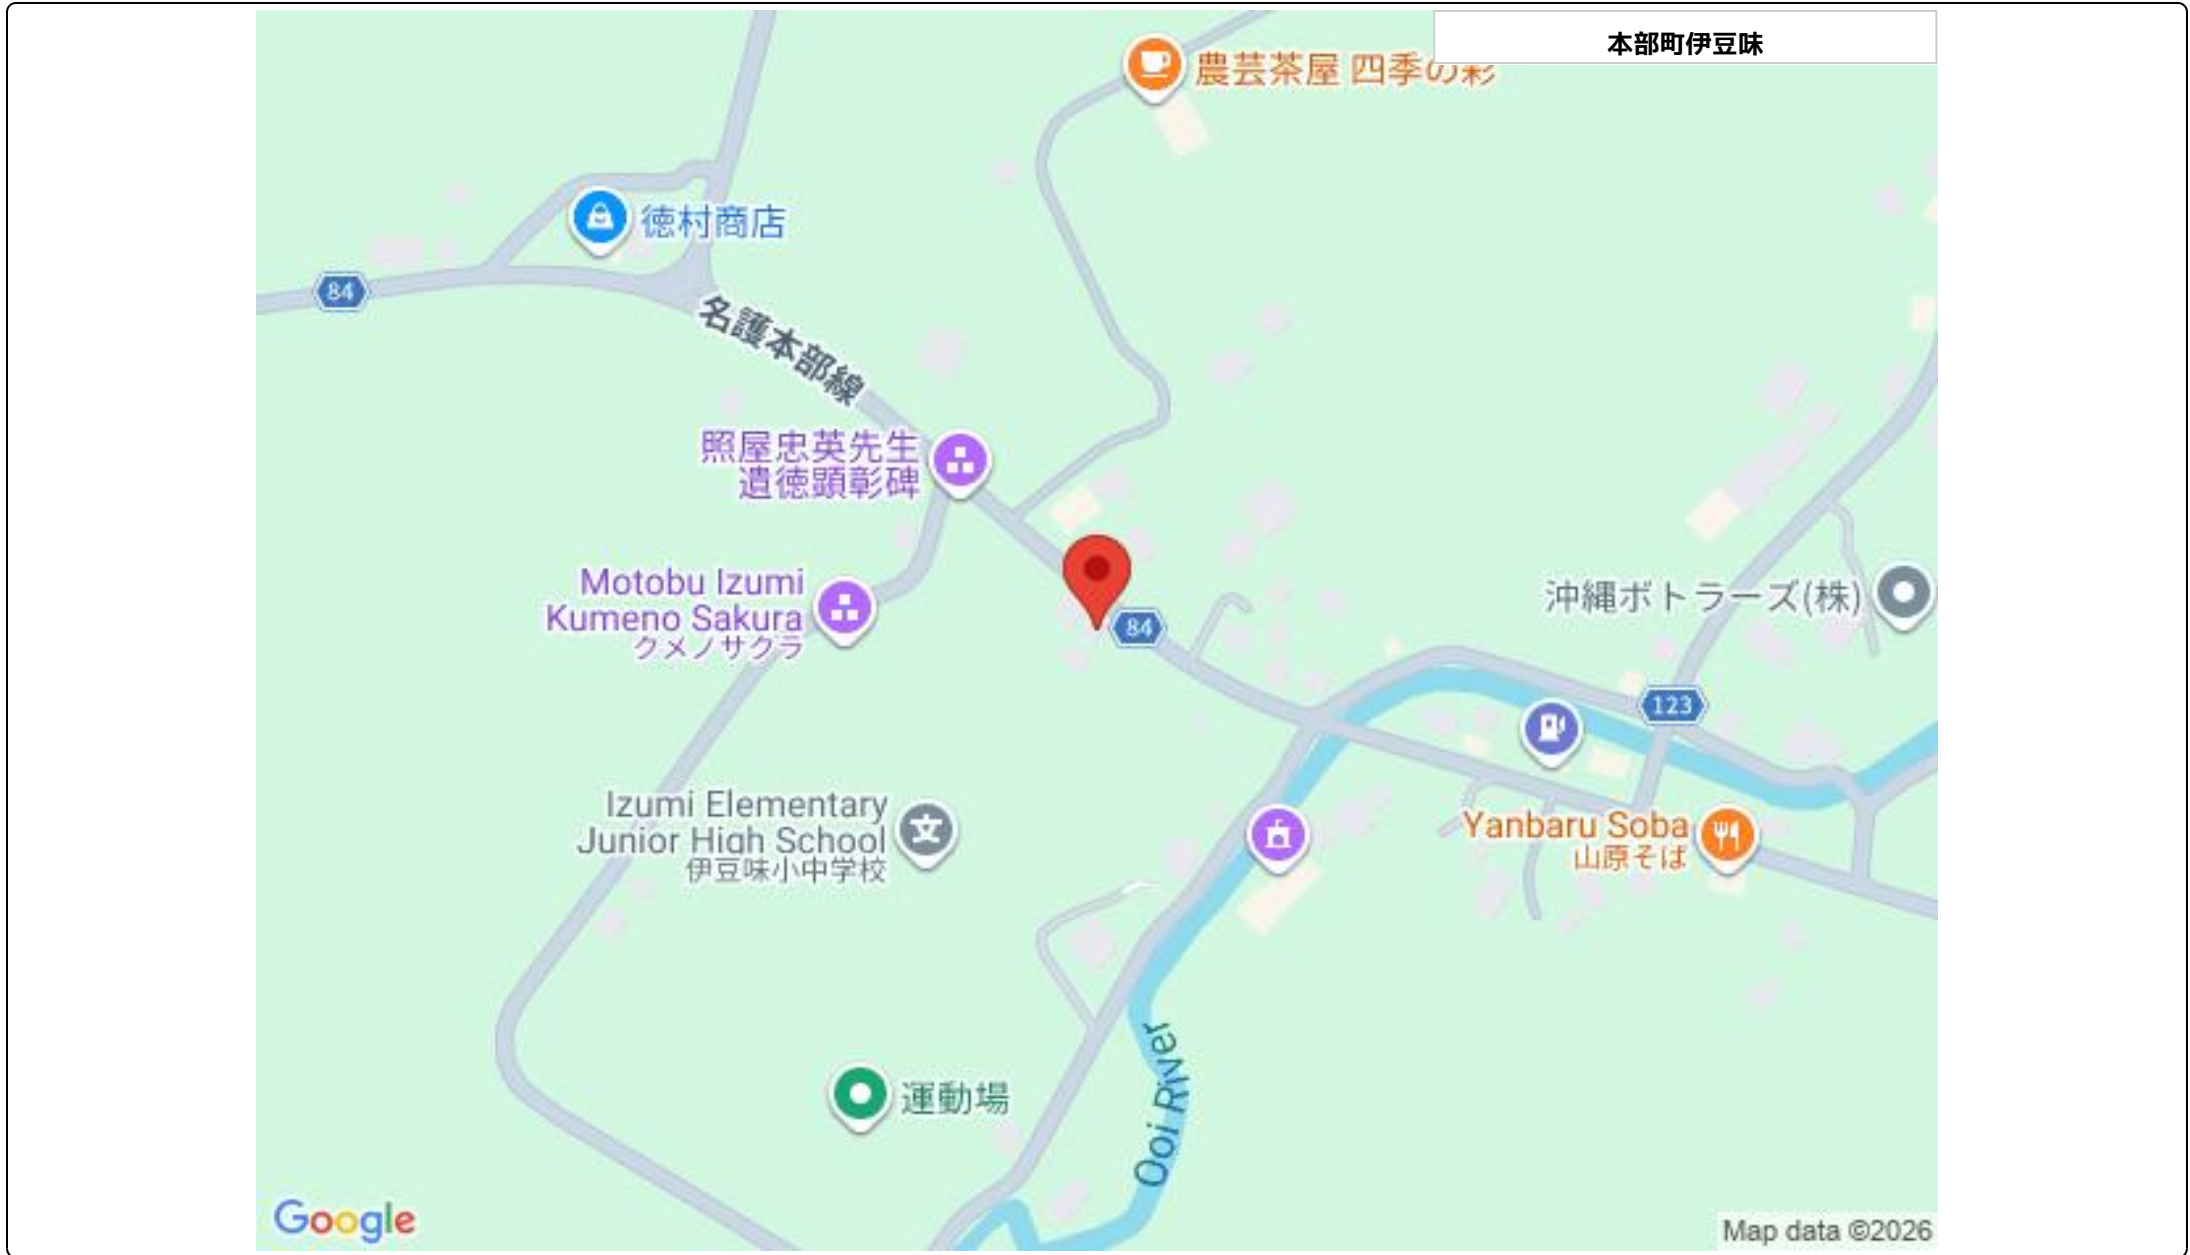 本部町伊豆味
農芸茶屋 四季の彩
徳村商店
84
名護本部線
照屋忠英先生
遺徳顕彰碑
Motobu Izumi
Kumeno Sakura
クメノサクラ
84
沖縄ボトラーズ(株)
123
Izumi Elementary
Junior High School
伊豆味小中学校
Yanbaru Soba
山原そば
運動場
Ooi River
Google
Map data ©2026